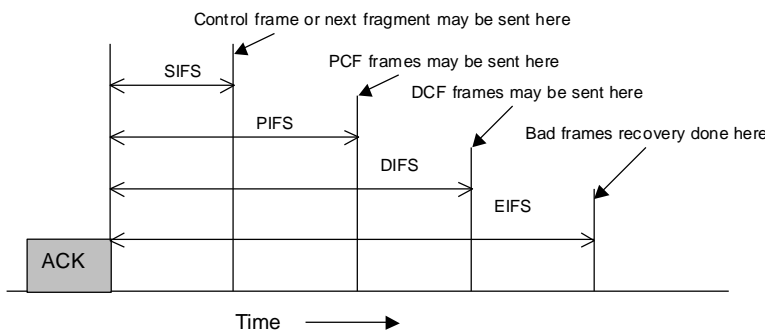 Control frame or next fragment may be sent here
SIFS
PCF frames may be sent here
PIFS
DCF frames may be sent here
DIFS
Bad frames recovery done here
EIFS
ACK
Time